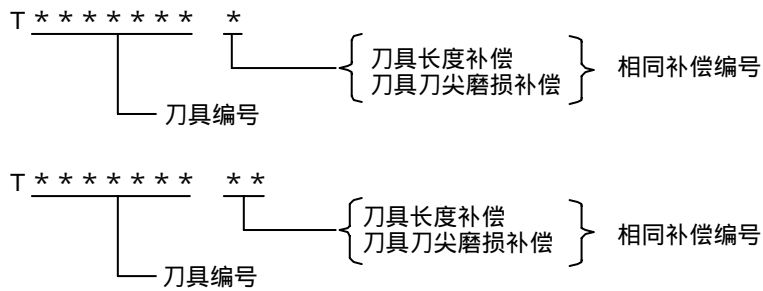 T******* *
刀具长度补偿
刀具刀尖磨损补偿
相同补偿编号
刀具编号
T******* **
刀具长度补偿
刀具刀尖磨损补偿
相同补偿编号
刀具编号